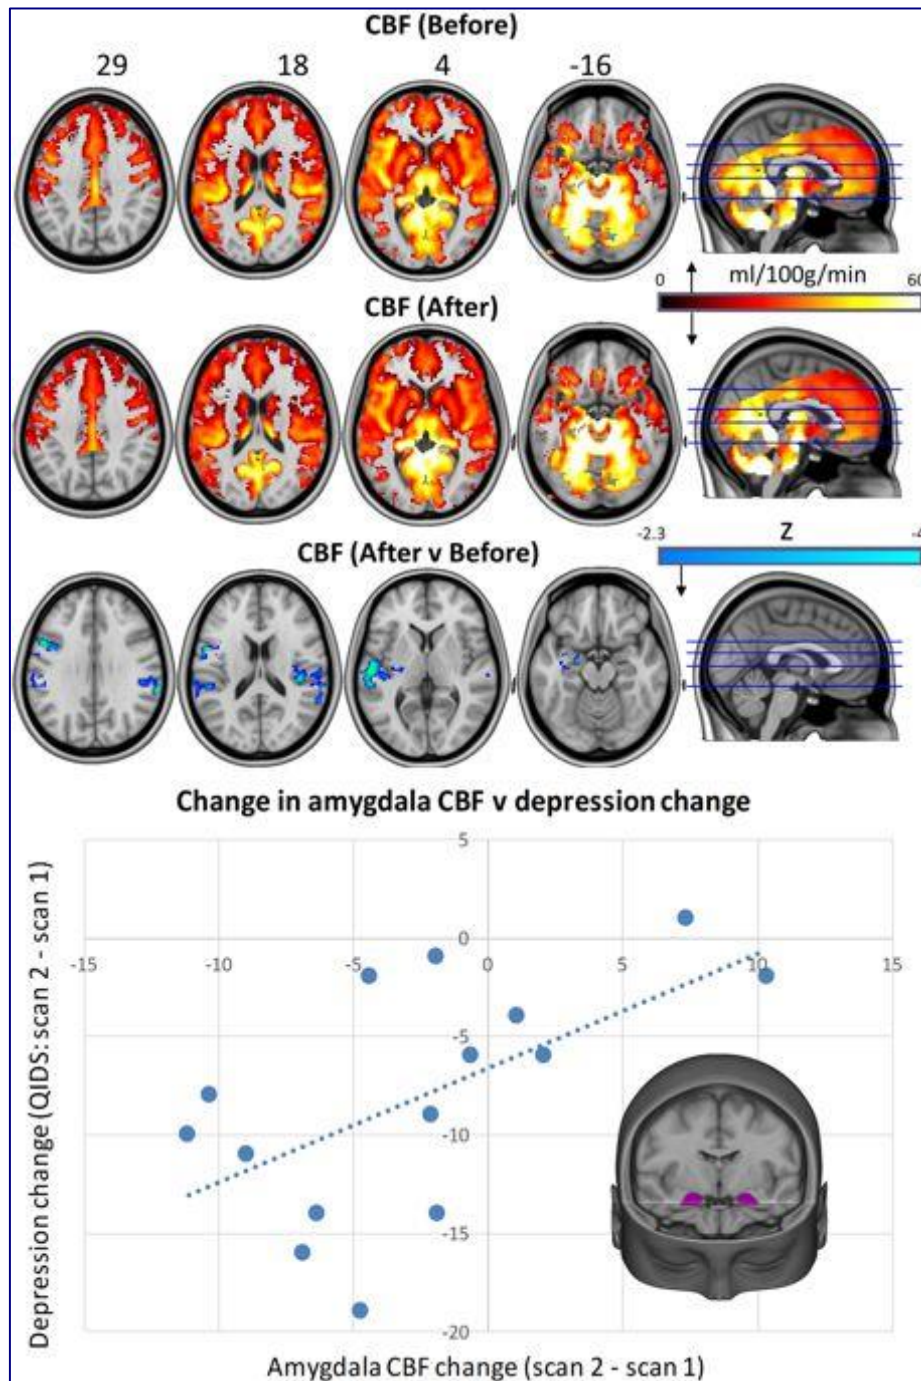 CBF (Before)
29 18 4 -16
0 ml/100g/min 60
CBF (After)
CBF (After v Before)
-2.3 Z
Change in amygdala CBF v depression change
Depression change (QIDS: scan 2 - scan 1)
5
0
-15 -10 -5 0 5 10 15
-5
-10
-15
-20
Amygdala CBF change (scan 2 - scan 1)